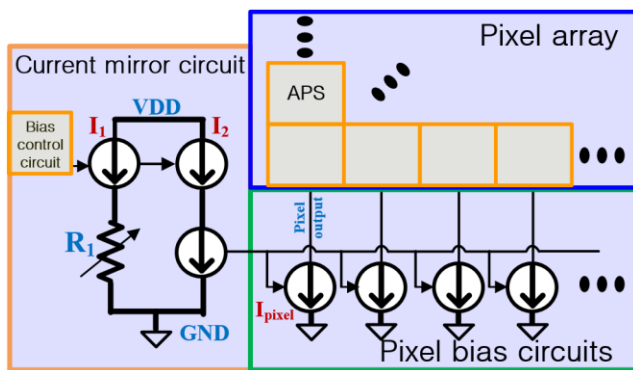 Current mirror circuit
Pixel array
APS
Bias
control
circuit
VDD
I1
I2
R1
GND
Pixel
output
Ipixel
Pixel bias circuits